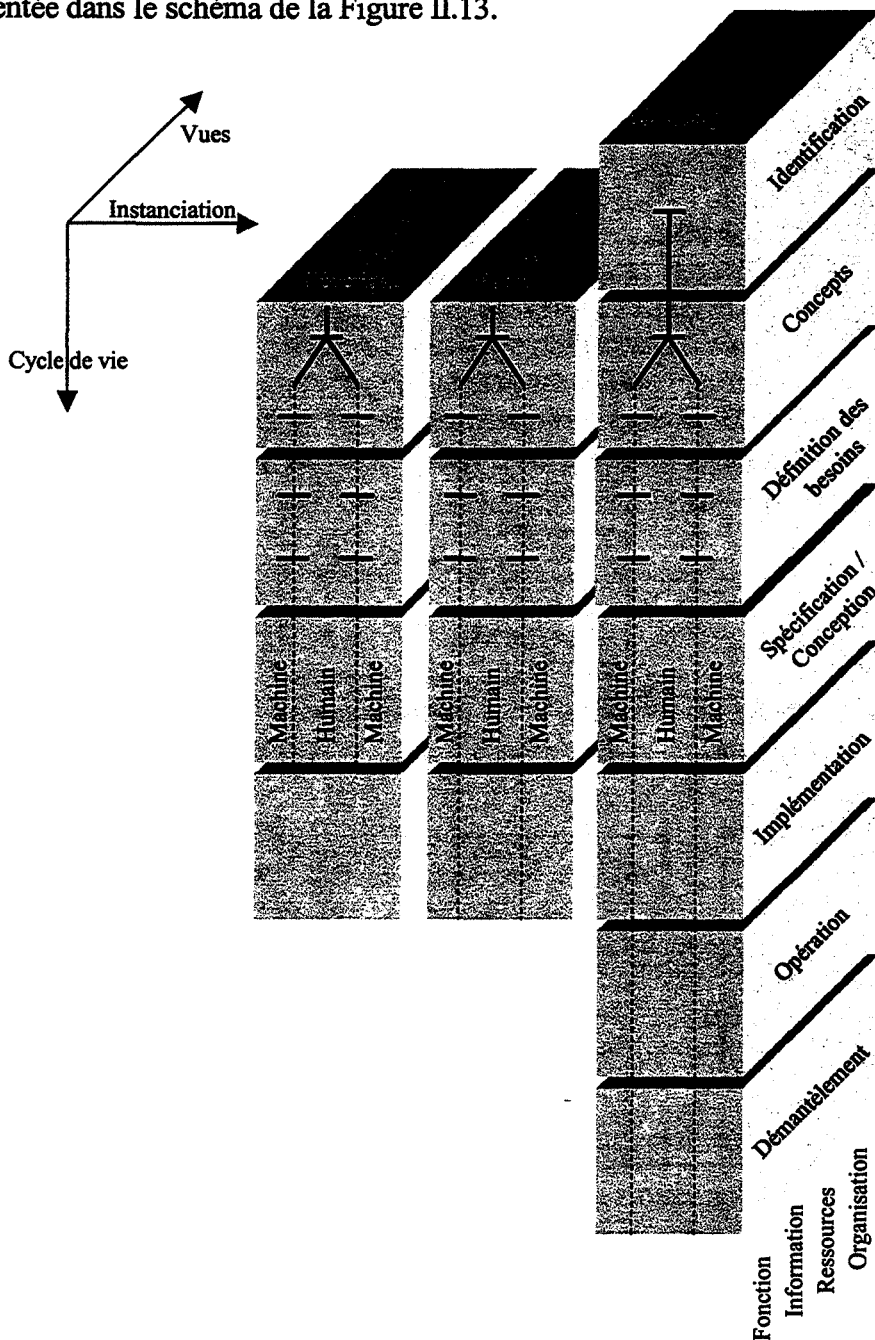 entée dans le schéma de la Figure II.13.
Vues
Instanciation
Cycle de vie
Identification
Concepts
Définition des
besoins
Spécification /
Conception
Implémentation
Opération
Démantèlement
Machine
Humain
Machine
Machine
Humain
Machine
Machine
Humain
Machine
Fonction
Information
Ressources
Organisation